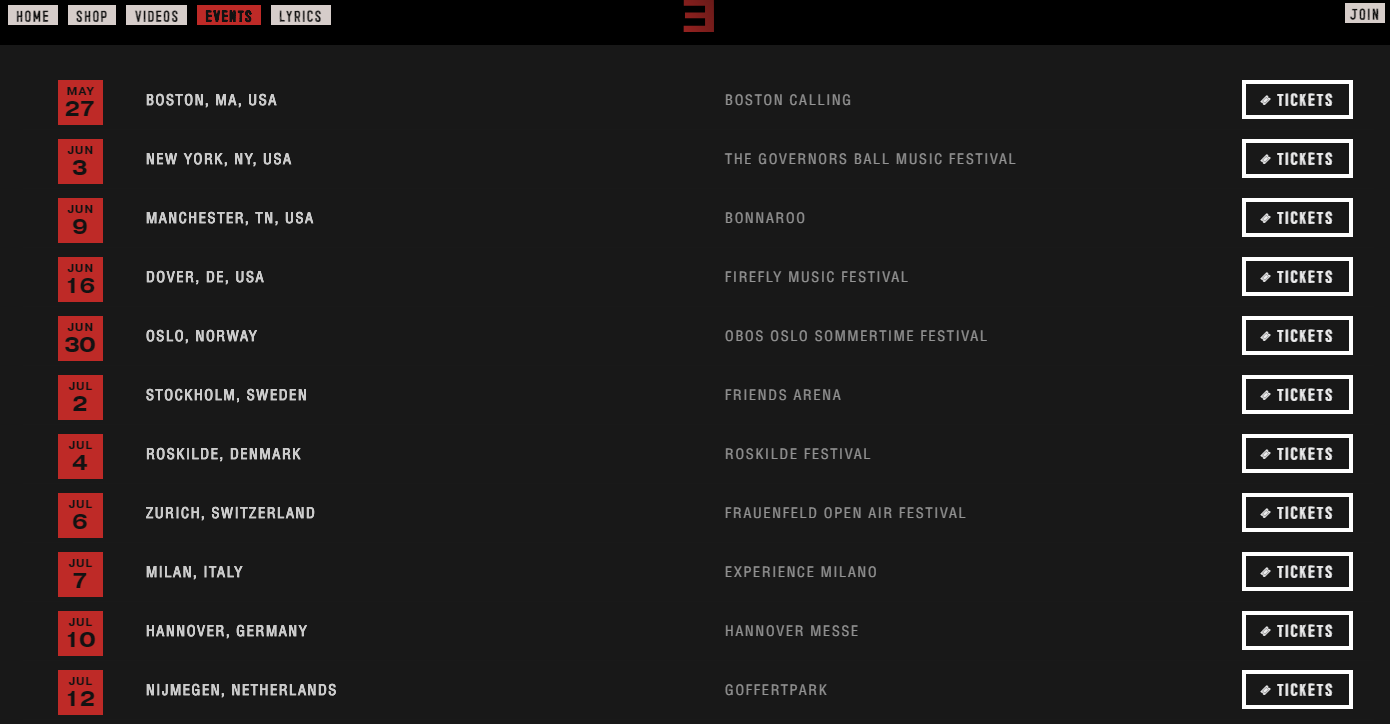 HOME SHOP VIDEOS EVENTS LYRICS JOIN
MAY
27
BOSTON, MA, USA BOSTON CALLING TICKETS
JUN
3
NEW YORK, NY, USA THE GOVERNORS BALL MUSIC FESTIVAL TICKETS
JUN
9
MANCHESTER, TN, USA BONNAROO TICKETS
JUN
16
DOVER, DE, USA FIREFLY MUSIC FESTIVAL TICKETS
JUN
30
OSLO, NORWAY OBOS OSLO SOMMERTIME FESTIVAL TICKETS
JUL
2
STOCKHOLM, SWEDEN FRIENDS ARENA TICKETS
JUL
4
ROSKILDE, DENMARK ROSKILDE FESTIVAL TICKETS
JUL
6
ZURICH, SWITZERLAND FRAUENFELD OPEN AIR FESTIVAL TICKETS
JUL
7
MILAN, ITALY EXPERIENCE MILANO TICKETS
JUL
10
HANNOVER, GERMANY HANNOVER MESSE TICKETS
JUL
12
NIJMEGEN, NETHERLANDS GOFFERTPARK TICKETS